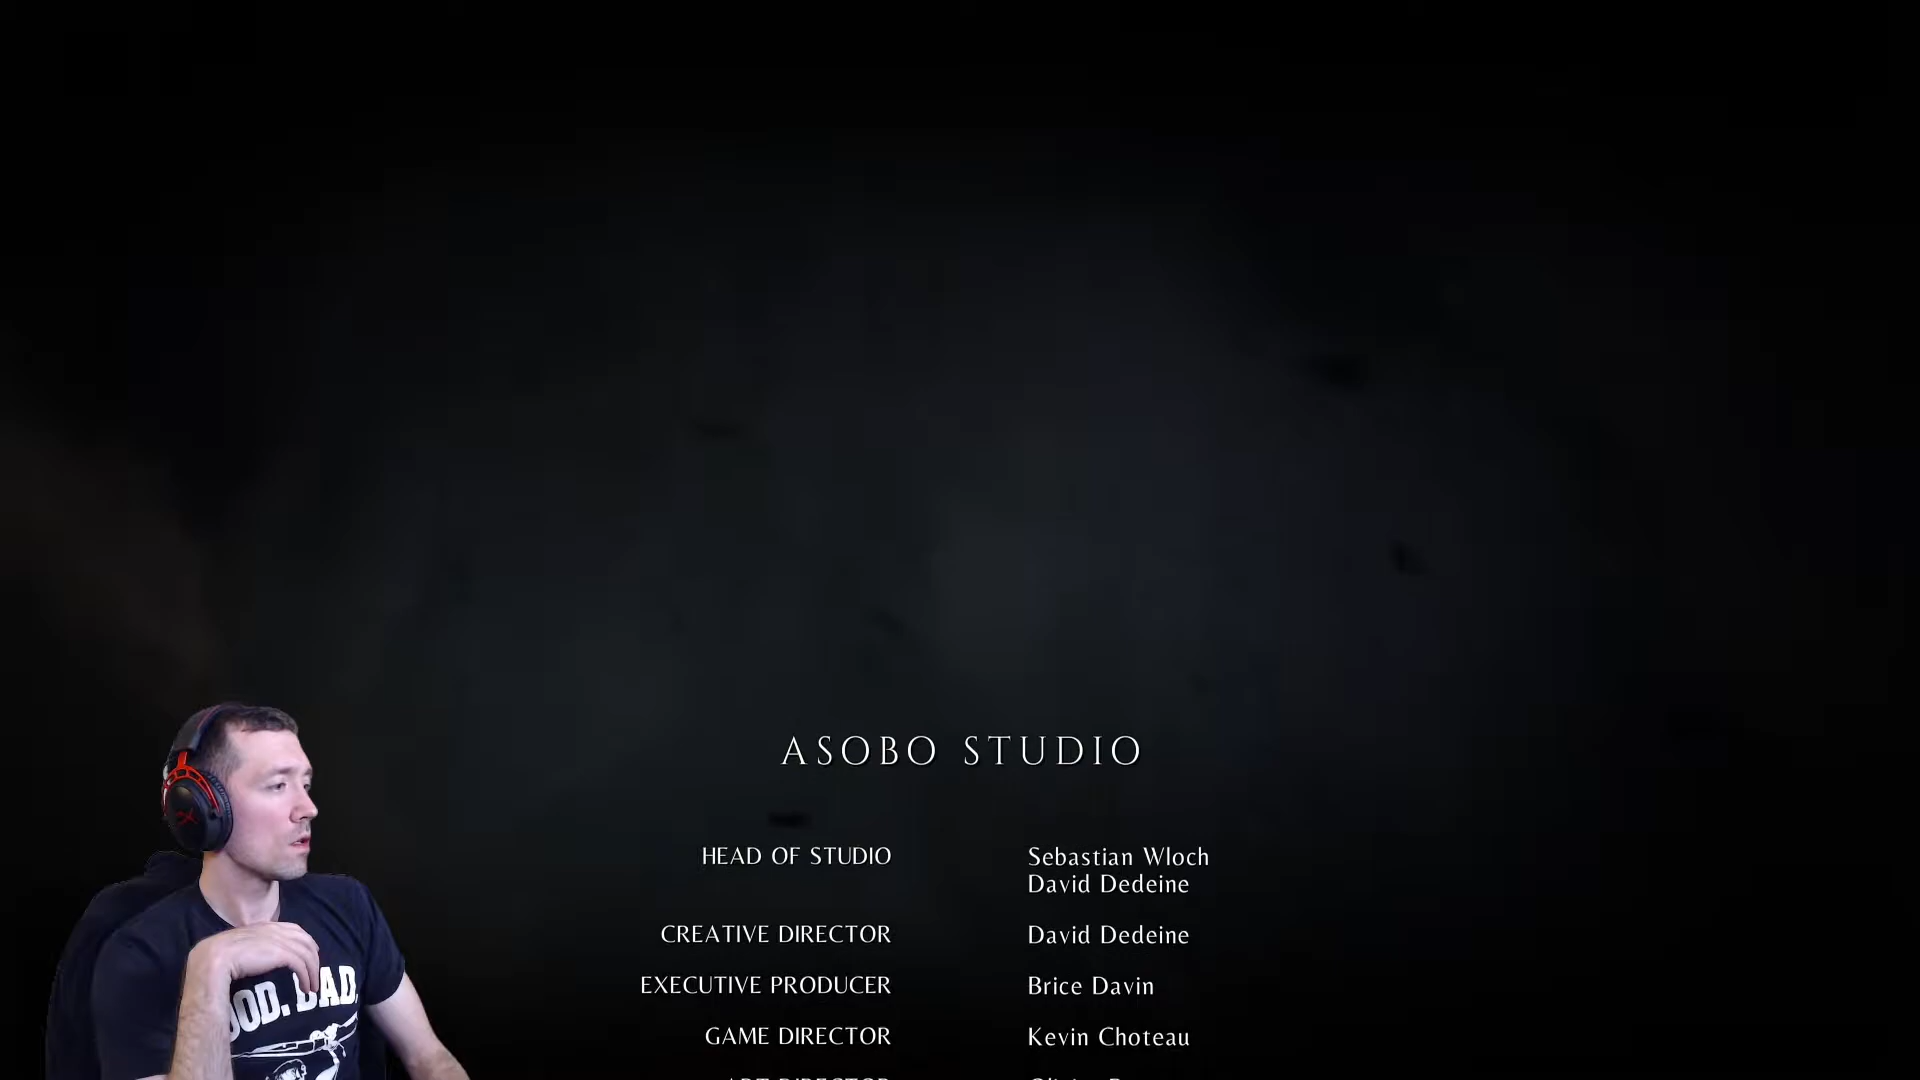 ASOBO STUDIO
HEAD OF STUDIO Sebastian Wloch
David Dedeine
CREATIVE DIRECTOR David Dedeine
EXECUTIVE PRODUCER Brice Davin
GAME DIRECTOR Kevin Choteau